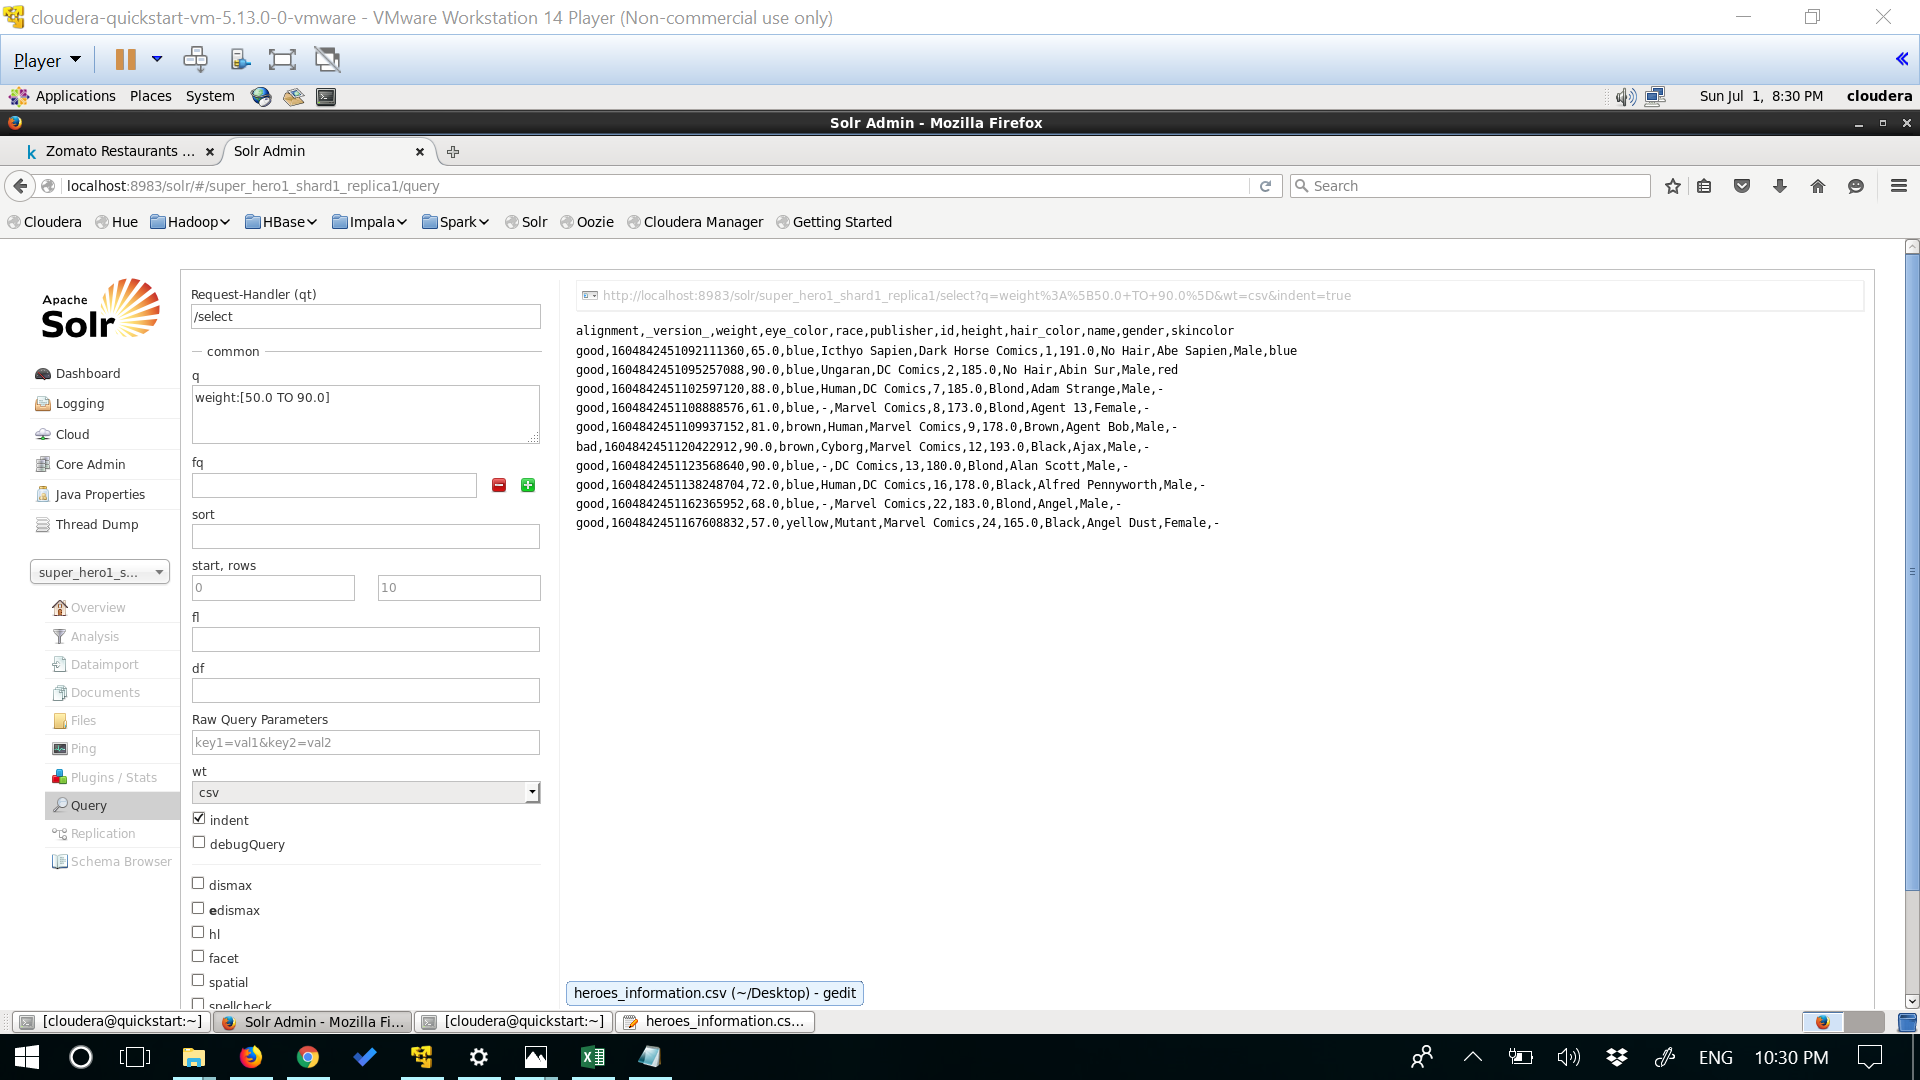 cloudera-quickstart-vm-5.13.0-0-vmware - VMware Workstation 14 Player (Non-commercial use only)
Player
Applications Places System
Sun Jul 1, 8:30 PM cloudera
Solr Admin - Mozilla Firefox
k Zomato Restaurants ... Solr Admin
localhost:8983/solr/#/super_hero1_shard1_replica1/query
Search
Cloudera Hue Hadoop HBase Impala Spark Solr Oozie Cloudera Manager Getting Started
Apache
Solr
Dashboard
Logging
Cloud
Core Admin
Java Properties
Thread Dump
super_hero1_s...
Overview
Analysis
Dataimport
Documents
Files
Ping
Plugins / Stats
Query
Replication
Schema Browser
Request-Handler (qt)
/select
common
q
weight:[50.0 TO 90.0]
fq
sort
start, rows
0 10
fl
df
Raw Query Parameters
key1=val1&key2=val2
wt
csv
indent
debugQuery
dismax
edismax
hl
facet
spatial
spellcheck
http://localhost:8983/solr/super_hero1_shard1_replica1/select?q=weight%3A%5B50.0+TO+90.0%5D&wt=csv&indent=true
alignment,_version_,weight,eye_color,race,publisher,id,height,hair_color,name,gender,skincolor
good,1604842451092111360,65.0,blue,Icthyo Sapien,Dark Horse Comics,1,191.0,No Hair,Abe Sapien,Male,blue
good,1604842451095257088,90.0,blue,Ungaran,DC Comics,2,185.0,No Hair,Abin Sur,Male,red
good,1604842451102597120,88.0,blue,Human,DC Comics,7,185.0,Blond,Adam Strange,Male,-
good,1604842451108888576,61.0,blue,-,Marvel Comics,8,173.0,Blond,Agent 13,Female,-
good,1604842451109937152,81.0,brown,Human,Marvel Comics,9,178.0,Brown,Agent Bob,Male,-
bad,1604842451120422912,90.0,brown,Cyborg,Marvel Comics,12,193.0,Black,Ajax,Male,-
good,1604842451123568640,90.0,blue,-,DC Comics,13,180.0,Blond,Alan Scott,Male,-
good,1604842451138248704,72.0,blue,Human,DC Comics,16,178.0,Black,Alfred Pennyworth,Male,-
good,1604842451162365952,68.0,blue,-,Marvel Comics,22,183.0,Blond,Angel,Male,-
good,1604842451167608832,57.0,yellow,Mutant,Marvel Comics,24,165.0,Black,Angel Dust,Female,-
heroes_information.csv (~/Desktop) - gedit
[cloudera@quickstart:~] Solr Admin - Mozilla Fi... [cloudera@quickstart:~] heroes_information.cs...
ENG 10:30 PM